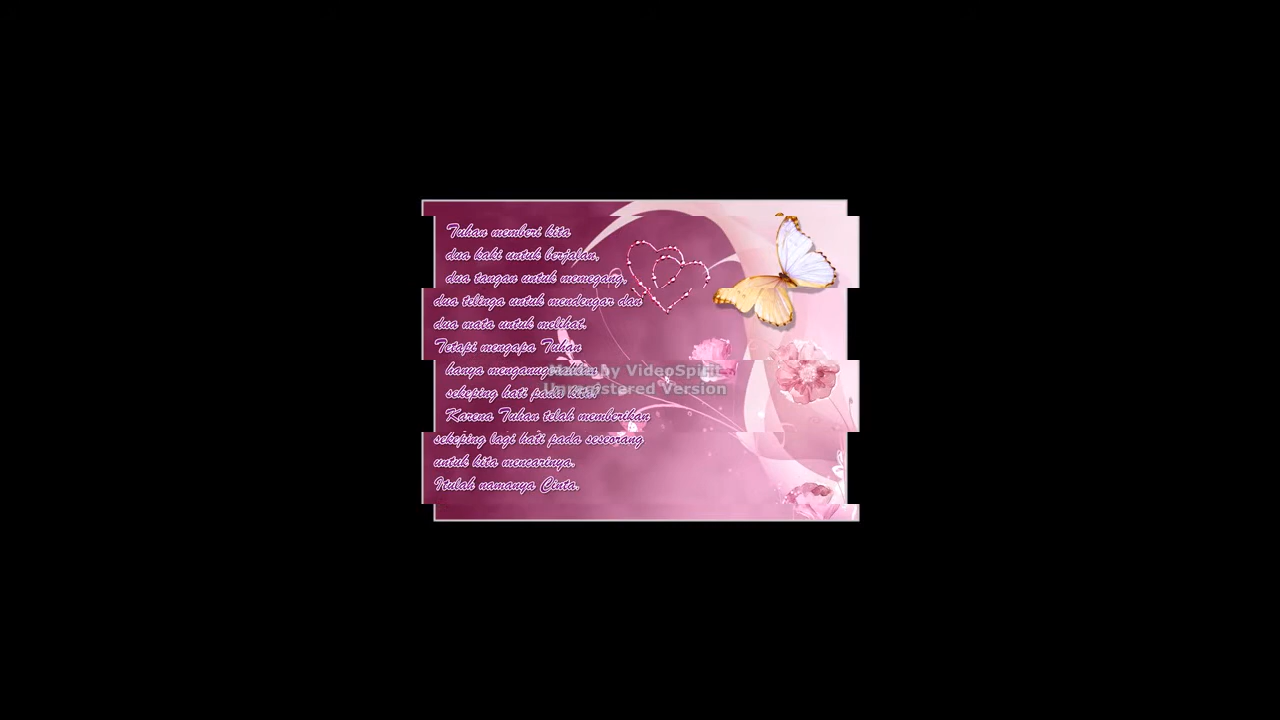 Tuhan memberi kita
dua kaki untuk berjalan,
dua tangan untuk memegang,
dua telinga untuk mendengar dan
dua mata untuk melihat.
Tetapi mengapa Tuhan
hanya menganugerahkan
sekeping hati pada kita?
Karena Tuhan telah memberikan
sekeping lagi hati pada seseorang
untuk kita mencarinya.
Itulah namanya Cinta.
Made by VideoSpirit
Unregistered Version